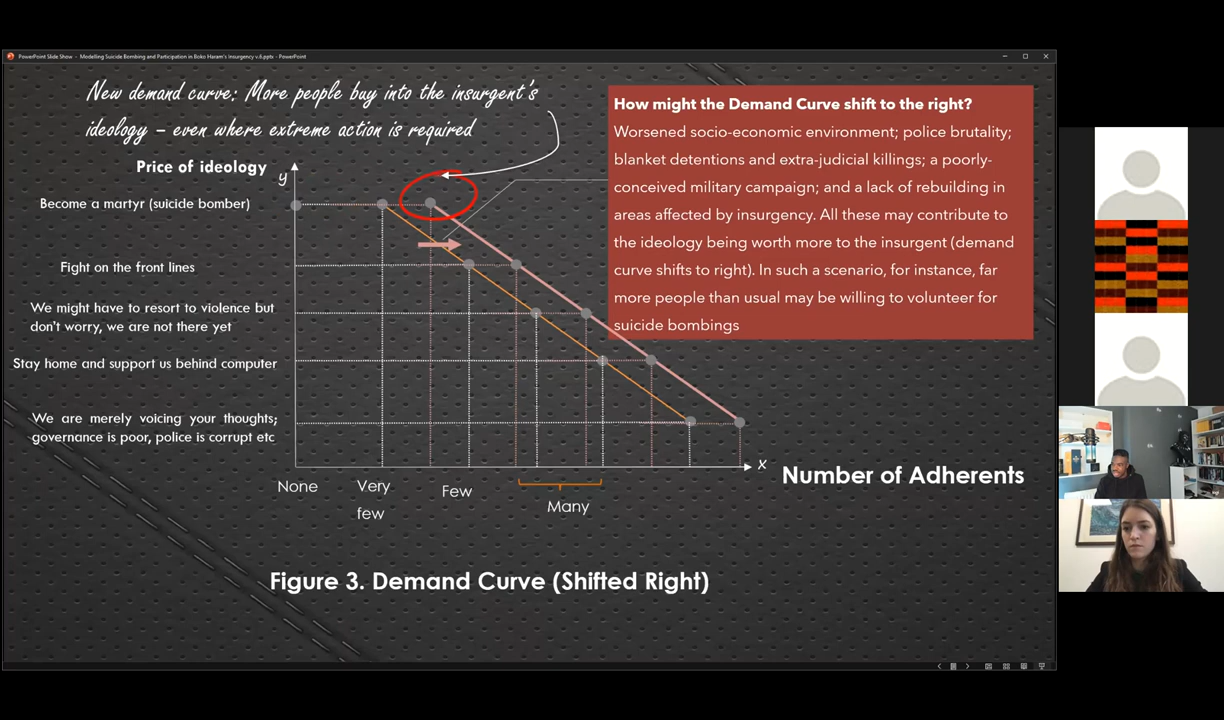 PowerPoint Slide Show - Modelling Suicide Bombing and Participation in Boko Haram's Insurgency v.6.pptx - PowerPoint
New demand curve: More people buy into the insurgent's
ideology – even where extreme action is required
How might the Demand Curve shift to the right?
Worsened socio-economic environment; police brutality;
blanket detentions and extra-judicial killings; a poorly-
conceived military campaign; and a lack of rebuilding in
areas affected by insurgency. All these may contribute to
the ideology being worth more to the insurgent (demand
curve shifts to right). In such a scenario, for instance, far
more people than usual may be willing to volunteer for
suicide bombings
Price of ideology
y
Become a martyr (suicide bomber)
Fight on the front lines
We might have to resort to violence but
don't worry, we are not there yet
Stay home and support us behind computer
We are merely voicing your thoughts;
governance is poor, police is corrupt etc
x
Number of Adherents
None
Very
few
Few
Many
Figure 3. Demand Curve (Shifted Right)